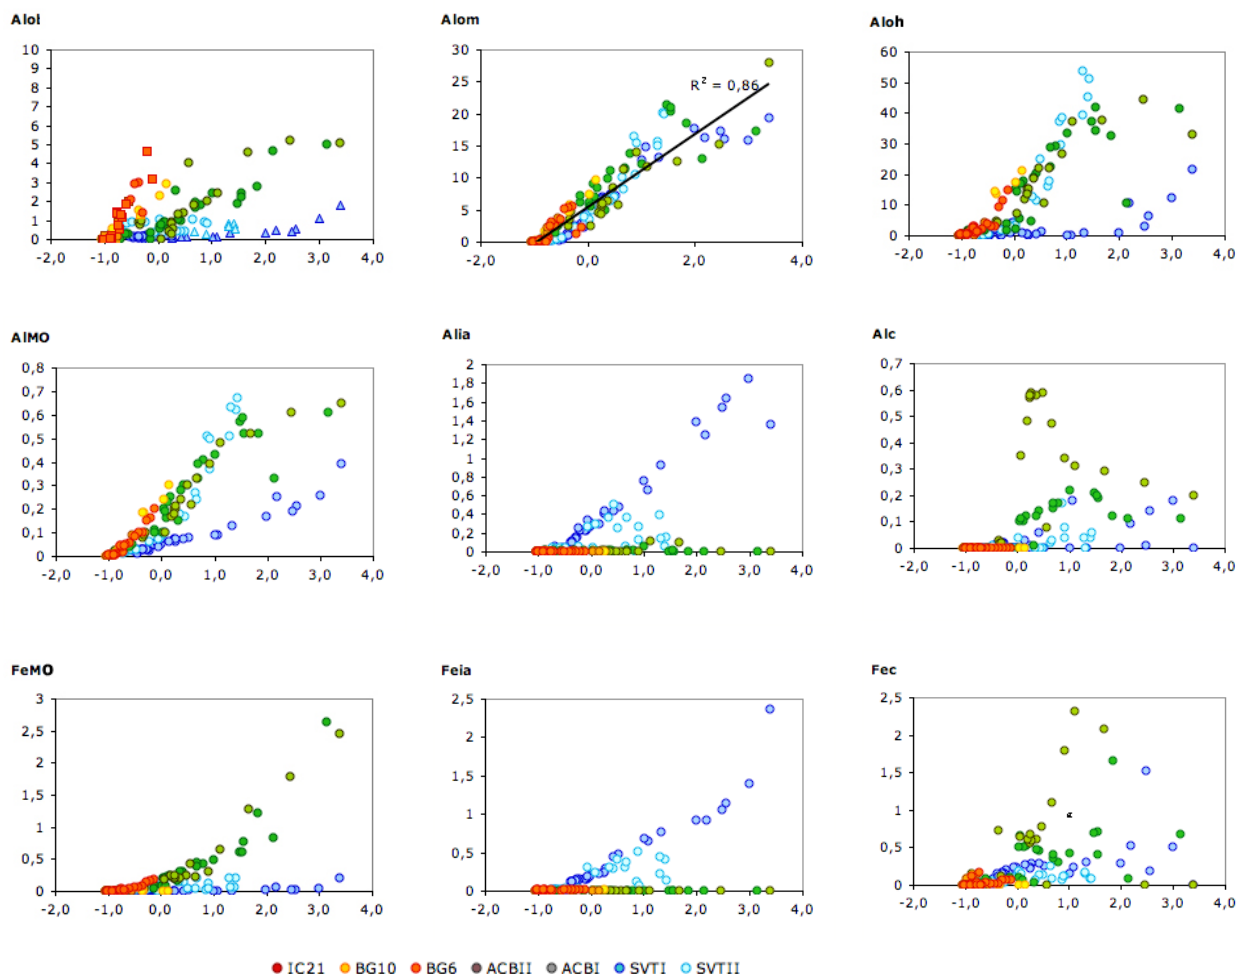 Alol Alom Aloh
10 9 8 7 6 5 4 3 2 1 0
-2,0 -1,0 0,0 1,0 2,0 3,0 4,0
30 25 20 15 10 5 0
R² = 0,86
-2,0 0,0 2,0 4,0
60 50 40 30 20 10 0
-2,0 -1,0 0,0 1,0 2,0 3,0 4,0
AlMO Alia Alc
0,8 0,7 0,6 0,5 0,4 0,3 0,2 0,1 0
-2,0 -1,0 0,0 1,0 2,0 3,0 4,0
2 1,8 1,6 1,4 1,2 1 0,8 0,6 0,4 0,2 0
-2,0 -1,0 0,0 1,0 2,0 3,0 4,0
0,7 0,6 0,5 0,4 0,3 0,2 0,1 0
-2,0 -1,0 0,0 1,0 2,0 3,0 4,0
FeMO Feia Fec
3 2,5 2 1,5 1 0,5 0
-2,0 -1,0 0,0 1,0 2,0 3,0 4,0
2,5 2 1,5 1 0,5 0
-2,0 -1,0 0,0 1,0 2,0 3,0 4,0
2,5 2 1,5 1 0,5 0
-2,0 -1,0 0,0 1,0 2,0 3,0 4,0
IC21 BG10 BG6 ACBII ACBI SVTI SVTII